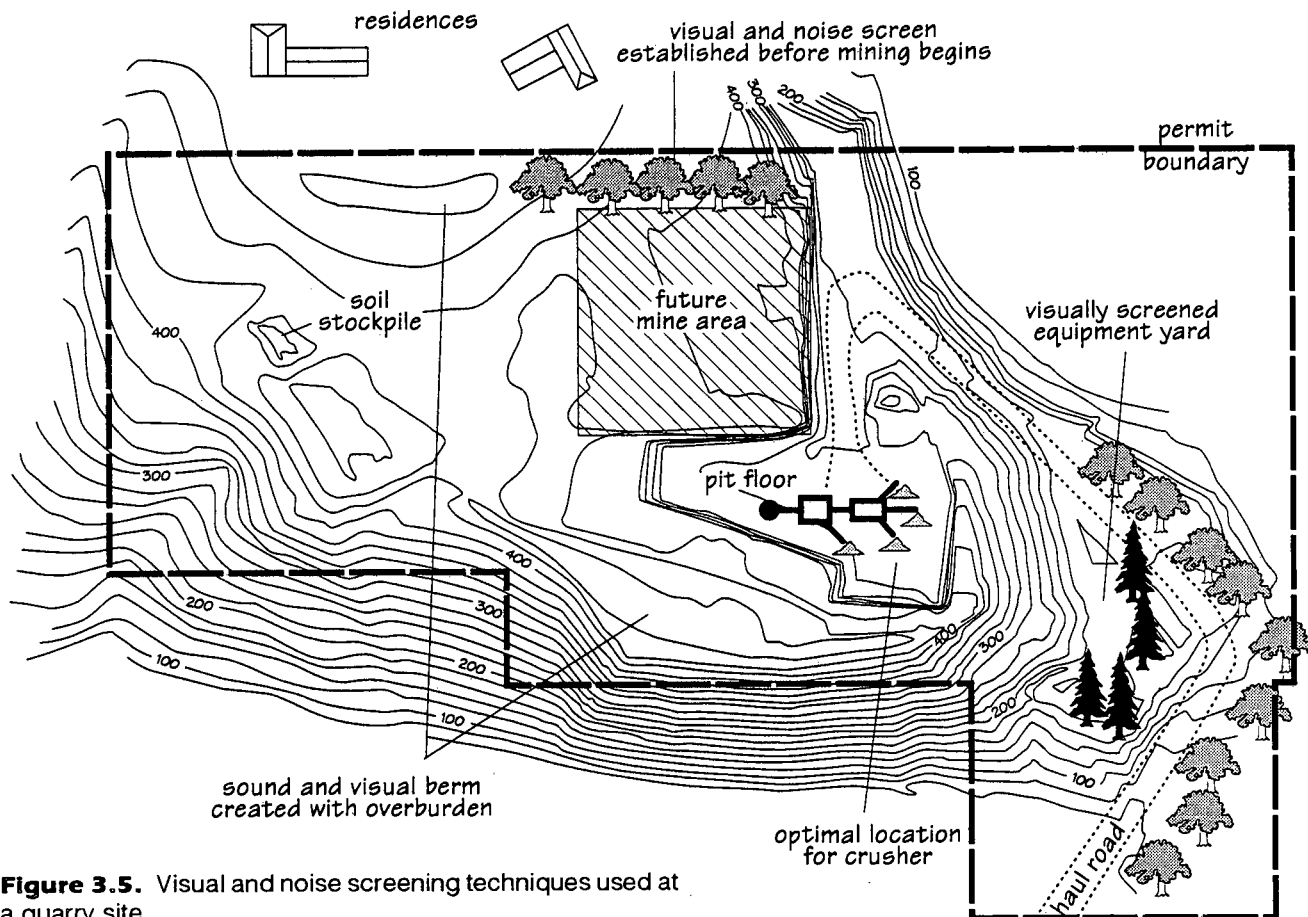 residences
visual and noise screen
established before mining begins
400
300
200
permit
boundary
100
soil
stockpile
future
mine area
visually screened
equipment yard
400
300
pit floor
400
200
300
400
300
100
200
200
100
100
sound and visual berm
created with overburden
optimal location
for crusher
haul road
Figure 3.5. Visual and noise screening techniques used at
a quarry site